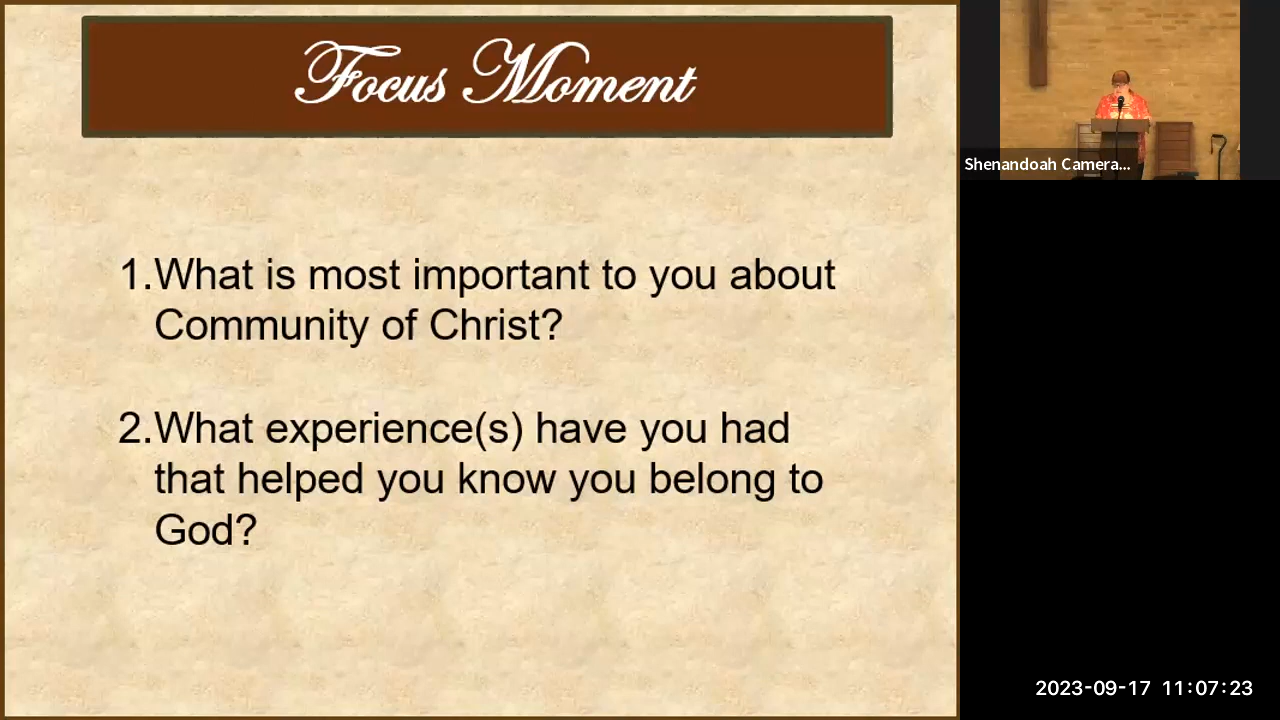 Focus Moment
1.What is most important to you about
Community of Christ?
2.What experience(s) have you had
that helped you know you belong to
God?
Shenandoah Camera...
2023-09-17 11:07:23